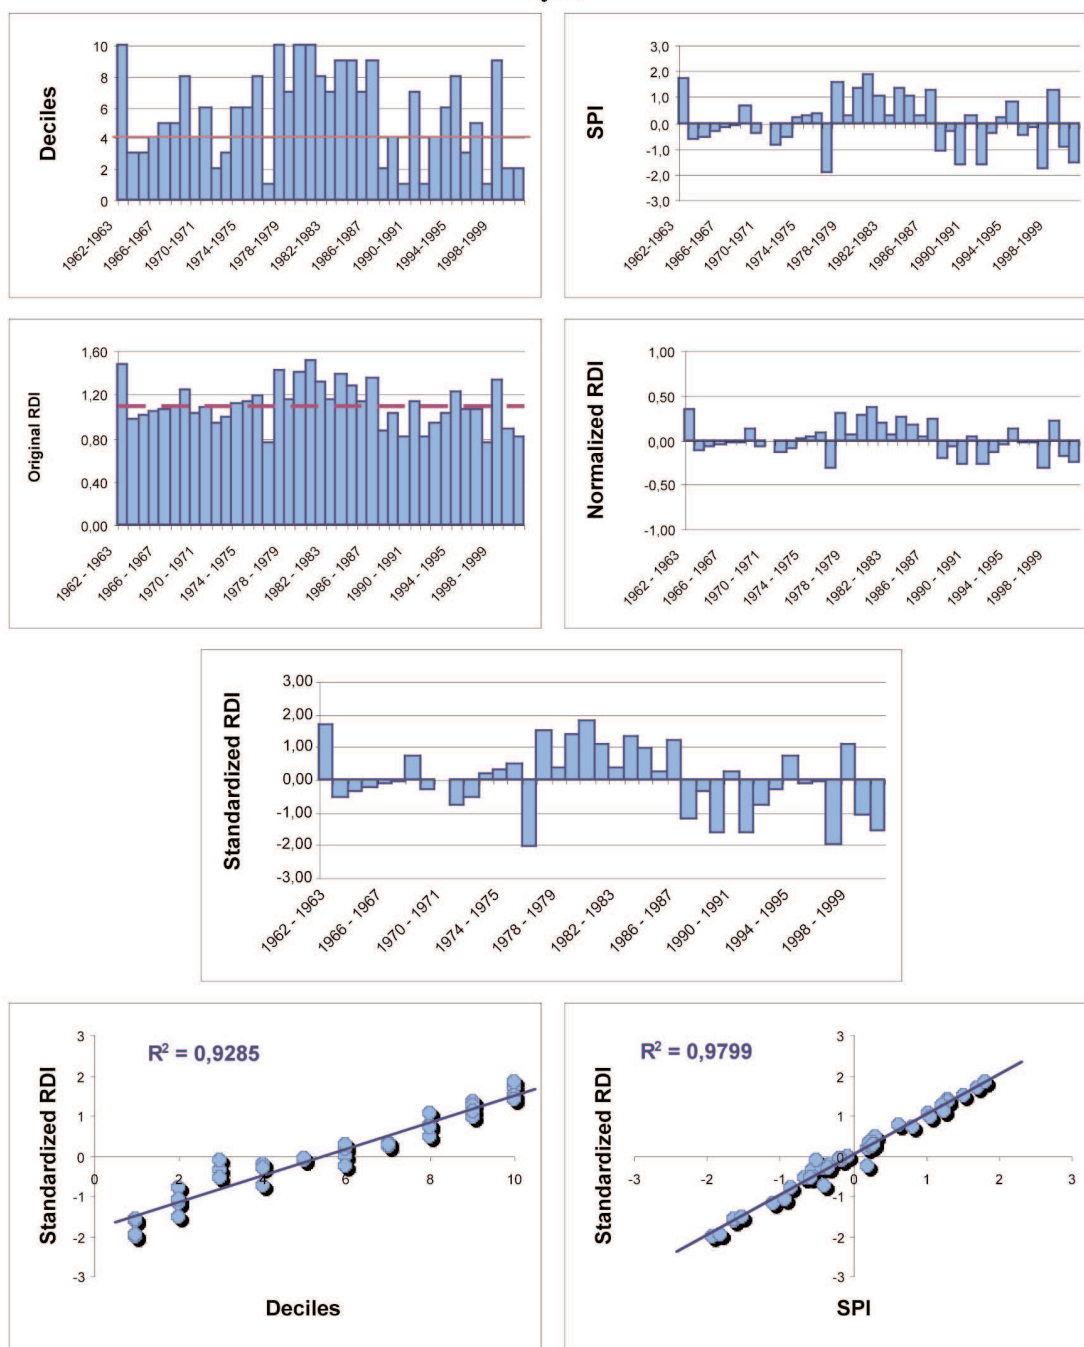 Deciles
10
8
6
4
2
0
1962-1963
1966-1967
1970-1971
1974-1975
1978-1979
1982-1983
1986-1987
1990-1991
1994-1995
1998-1999
SPI
3,0
2,0
1,0
0,0
-1,0
-2,0
-3,0
1962-1963
1966-1967
1970-1971
1974-1975
1978-1979
1982-1983
1986-1987
1990-1991
1994-1995
1998-1999
Original RDI
1,60
1,20
0,80
0,40
0,00
1962 - 1963
1966 - 1967
1970 - 1971
1974 - 1975
1978 - 1979
1982 - 1983
1986 - 1987
1990 - 1991
1994 - 1995
1998 - 1999
Normalized RDI
1,00
0,50
0,00
-0,50
-1,00
1962 - 1963
1966 - 1967
1970 - 1971
1974 - 1975
1978 - 1979
1982 - 1983
1986 - 1987
1990 - 1991
1994 - 1995
1998 - 1999
Standardized RDI
3,00
2,00
1,00
0,00
-1,00
-2,00
-3,00
1962 - 1963
1966 - 1967
1970 - 1971
1974 - 1975
1978 - 1979
1982 - 1983
1986 - 1987
1990 - 1991
1994 - 1995
1998 - 1999
R² = 0,9285
Standardized RDI
3
2
1
0
-1
-2
-3
0 2 4 6 8 10
Deciles
R² = 0,9799
Standardized RDI
3
2
1
0
-1
-2
-3
-3 -2 -1 0 1 2 3
SPI